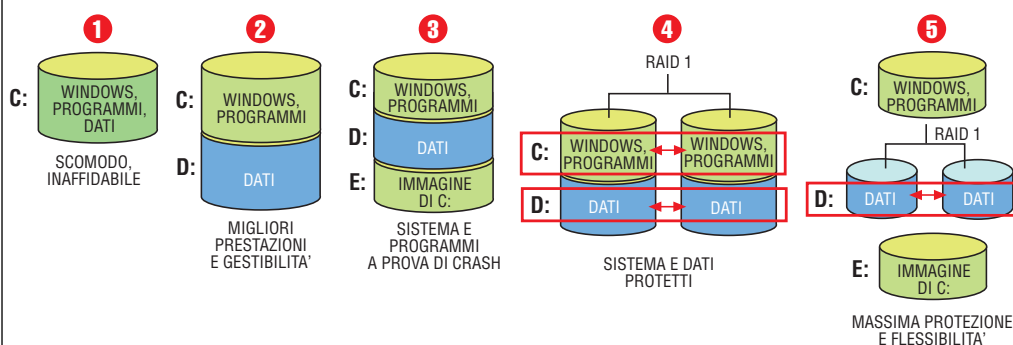 1
C:
WINDOWS,
PROGRAMMI,
DATI
SCOMODO,
INAFFIDABILE
2
C:
WINDOWS,
PROGRAMMI
D:
DATI
MIGLIORI
PRESTAZIONI
E GESTIBILITA'
3
C:
WINDOWS,
PROGRAMMI
D:
DATI
E:
IMMAGINE
DI C:
SISTEMA E
PROGRAMMI
A PROVA DI CRASH
4
RAID 1
C:
WINDOWS,
PROGRAMMI
WINDOWS,
PROGRAMMI
D:
DATI
DATI
SISTEMA E DATI
PROTETTI
5
C:
WINDOWS,
PROGRAMMI
RAID 1
D:
DATI
DATI
E:
IMMAGINE
DI C:
MASSIMA PROTEZIONE
E FLESSIBILITA'